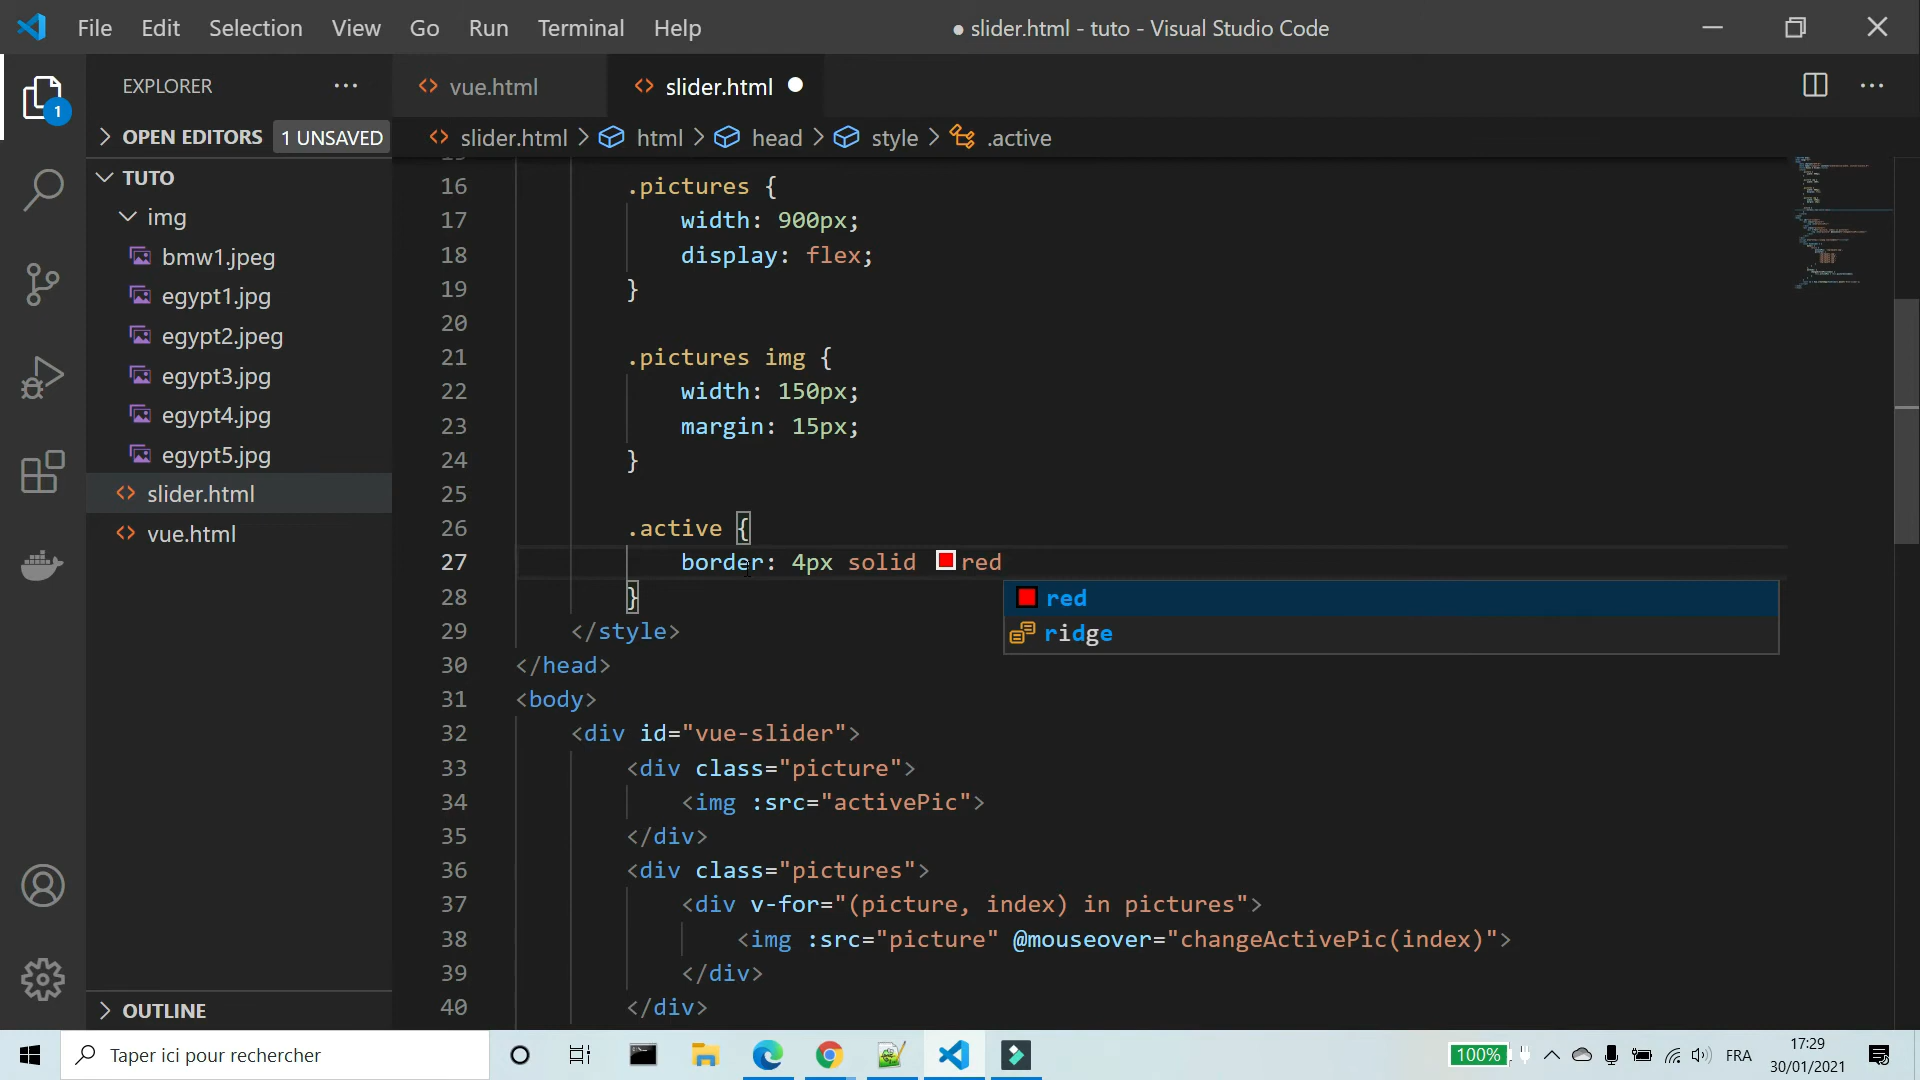 File Edit Selection View Go Run Terminal Help
● slider.html - tuto - Visual Studio Code
EXPLORER
1
vue.html
slider.html
OPEN EDITORS 1 UNSAVED
slider.html > html > head > style > .active
TUTO
img
bmw1.jpeg
egypt1.jpg
egypt2.jpeg
egypt3.jpg
egypt4.jpg
egypt5.jpg
slider.html
vue.html
OUTLINE
16 .pictures {
17 width: 900px;
18 display: flex;
19 }
20
21 .pictures img {
22 width: 150px;
23 margin: 15px;
24 }
25
26 .active {
27 border: 4px solid red
28 }
red
ridge
29 </style>
30 </head>
31 <body>
32 <div id="vue-slider">
33 <div class="picture">
34 <img :src="activePic">
35 </div>
36 <div class="pictures">
37 <div v-for="(picture, index) in pictures">
38 <img :src="picture" @mouseover="changeActivePic(index)">
39 </div>
40 </div>
Taper ici pour rechercher
100%
FRA
17:29
30/01/2021